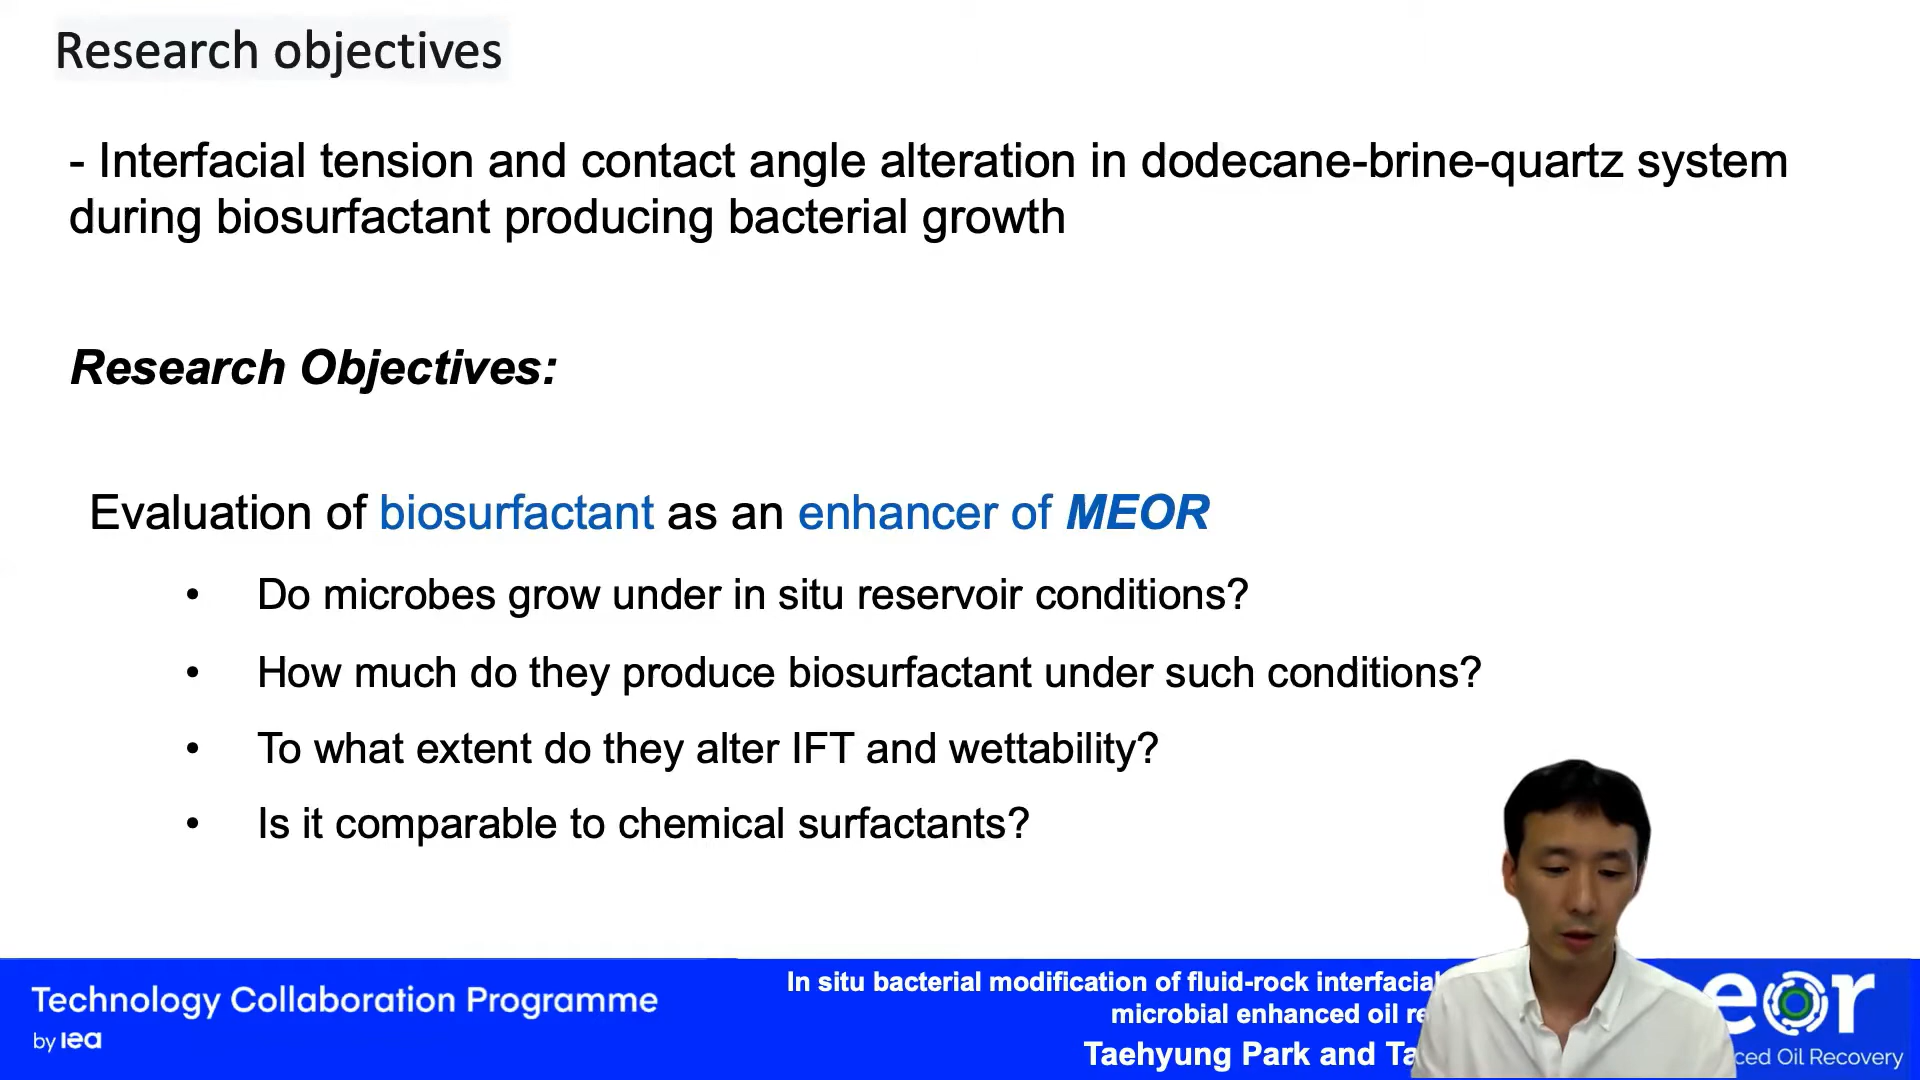 Research objectives
- Interfacial tension and contact angle alteration in dodecane-brine-quartz system
during biosurfactant producing bacterial growth
Research Objectives:
Evaluation of biosurfactant as an enhancer of MEOR
• Do microbes grow under in situ reservoir conditions?
• How much do they produce biosurfactant under such conditions?
• To what extent do they alter IFT and wettability?
• Is it comparable to chemical surfactants?
Technology Collaboration Programme
by iea
In situ bacterial modification of fluid-rock
microbial enhanced oil
Taehyung Park and
eor
Oil Recovery